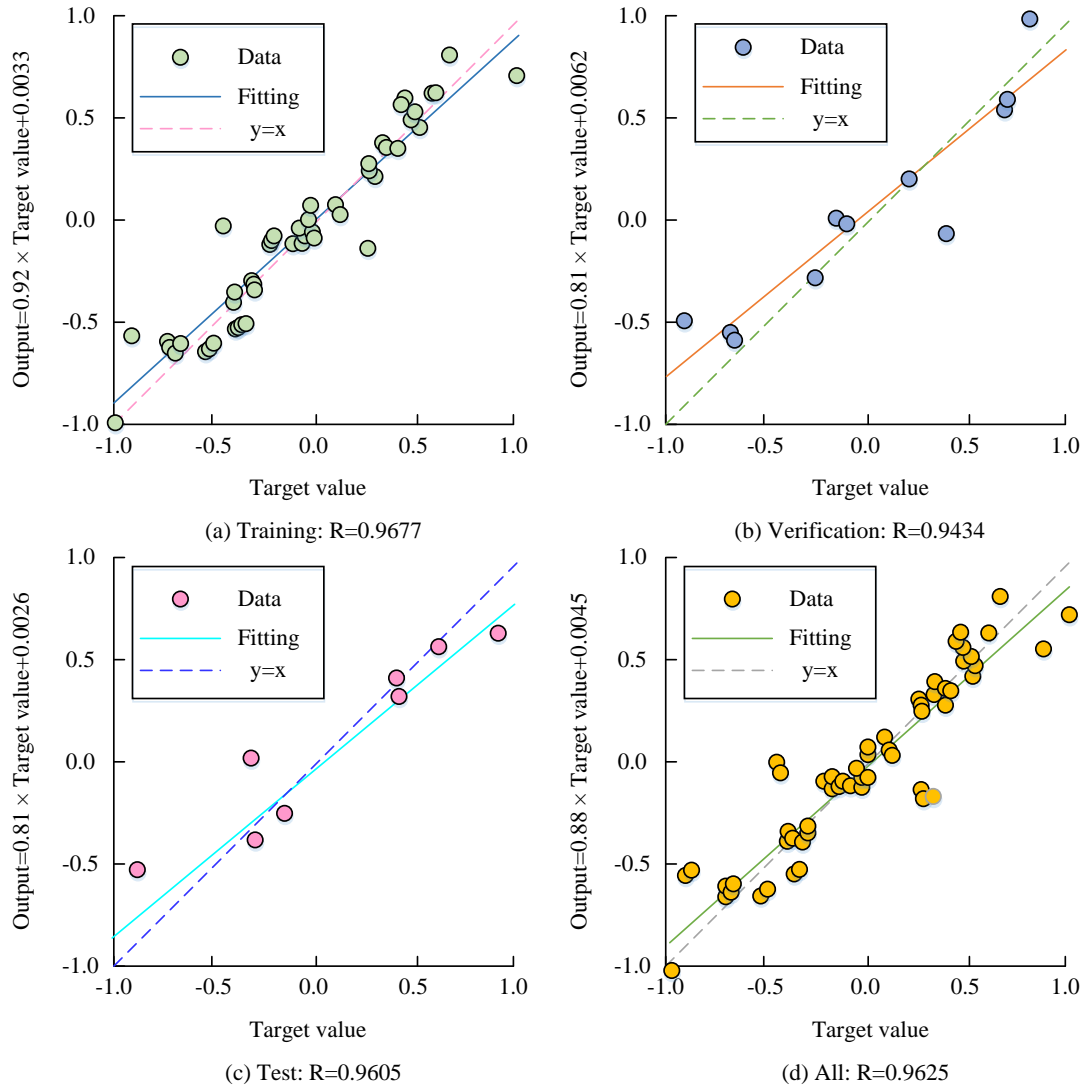 Output=0.92 × Target value+0.0033
1.0
0.5
0.0
-0.5
-1.0
Data
Fitting
y=x
-1.0 -0.5 0.0 0.5 1.0
Target value
(a) Training: R=0.9677
Output=0.81 × Target value+0.0062
1.0
0.5
0.0
-0.5
-1.0
Data
Fitting
y=x
-1.0 -0.5 0.0 0.5 1.0
Target value
(b) Verification: R=0.9434
Output=0.81 × Target value+0.0026
1.0
0.5
0.0
-0.5
-1.0
Data
Fitting
y=x
-1.0 -0.5 0.0 0.5 1.0
Target value
(c) Test: R=0.9605
Output=0.88 × Target value+0.0045
1.0
0.5
0.0
-0.5
-1.0
Data
Fitting
y=x
-1.0 -0.5 0.0 0.5 1.0
Target value
(d) All: R=0.9625